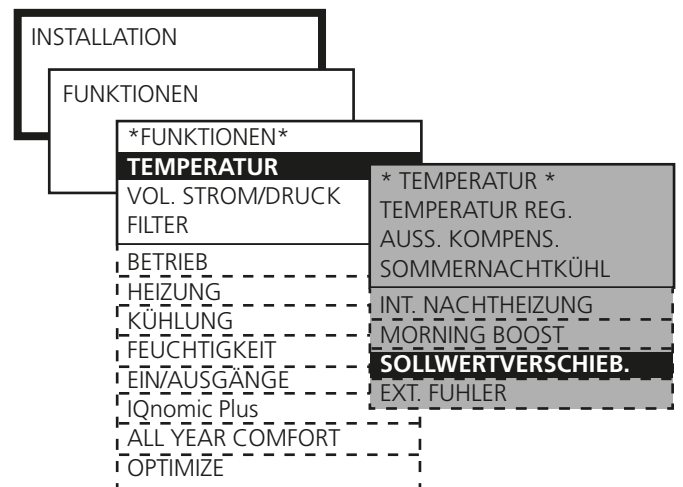 INSTALLATION
FUNKTIONEN
*FUNKTIONEN*
TEMPERATUR
VOL. STROM/DRUCK
FILTER
BETRIEB
HEIZUNG
KÜHLUNG
FEUCHTIGKEIT
EIN/AUSGÄNGE
IQnomic Plus
ALL YEAR COMFORT
OPTIMIZE
* TEMPERATUR *
TEMPERATUR REG.
AUSS. KOMPENS.
SOMMERNACHTKÜHL
INT. NACHTHEIZUNG
MORNING BOOST
SOLLWERTVERSCHIEB.
EXT. FUHLER